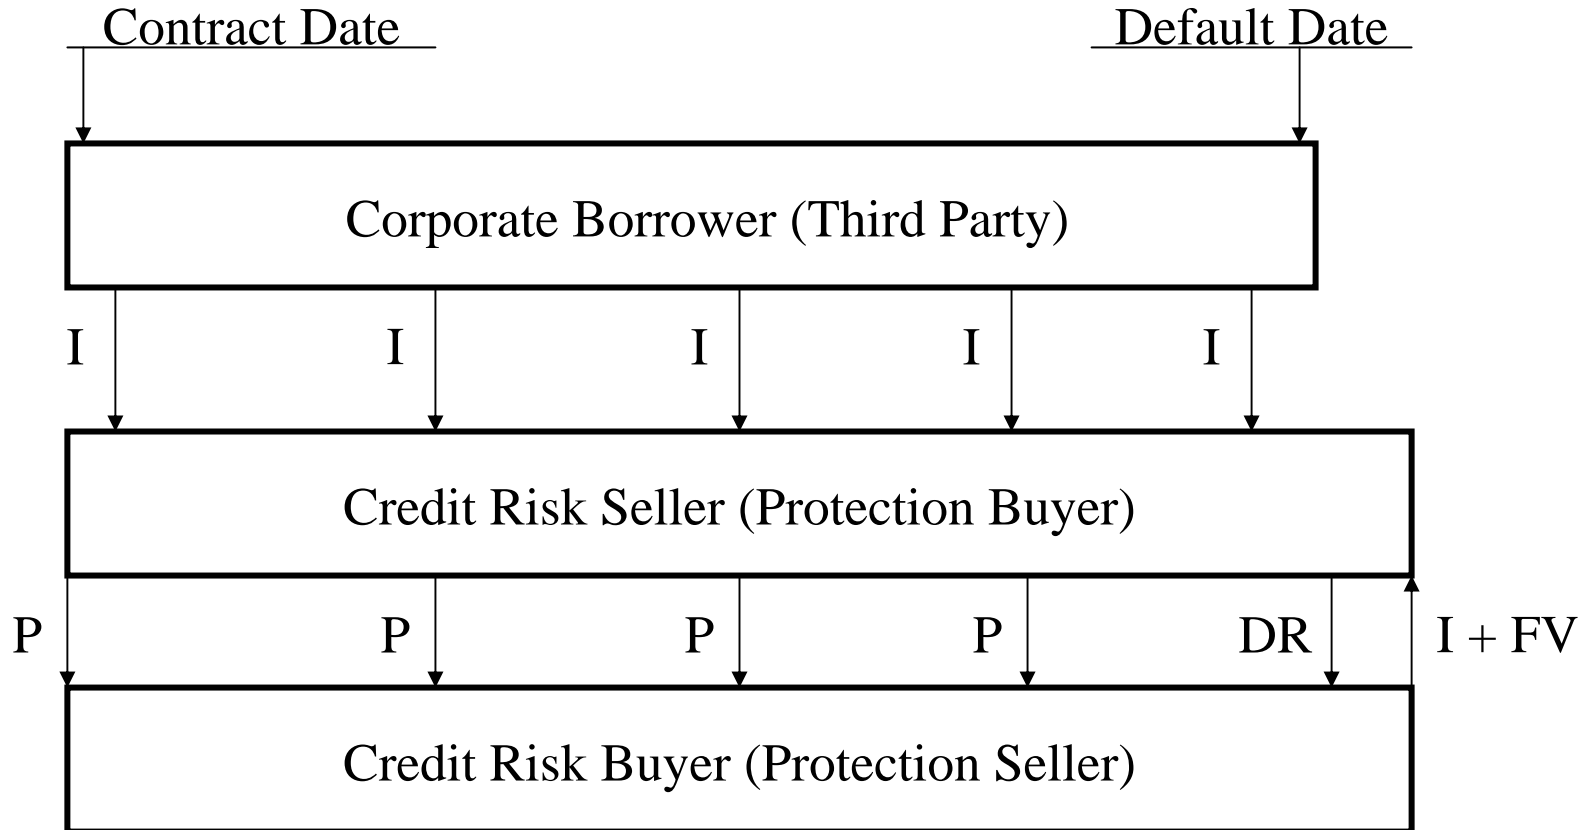 Contract Date
Default Date
Corporate Borrower (Third Party)
I
I
I
I
I
Credit Risk Seller (Protection Buyer)
P
P
P
P
DR
I + FV
Credit Risk Buyer (Protection Seller)